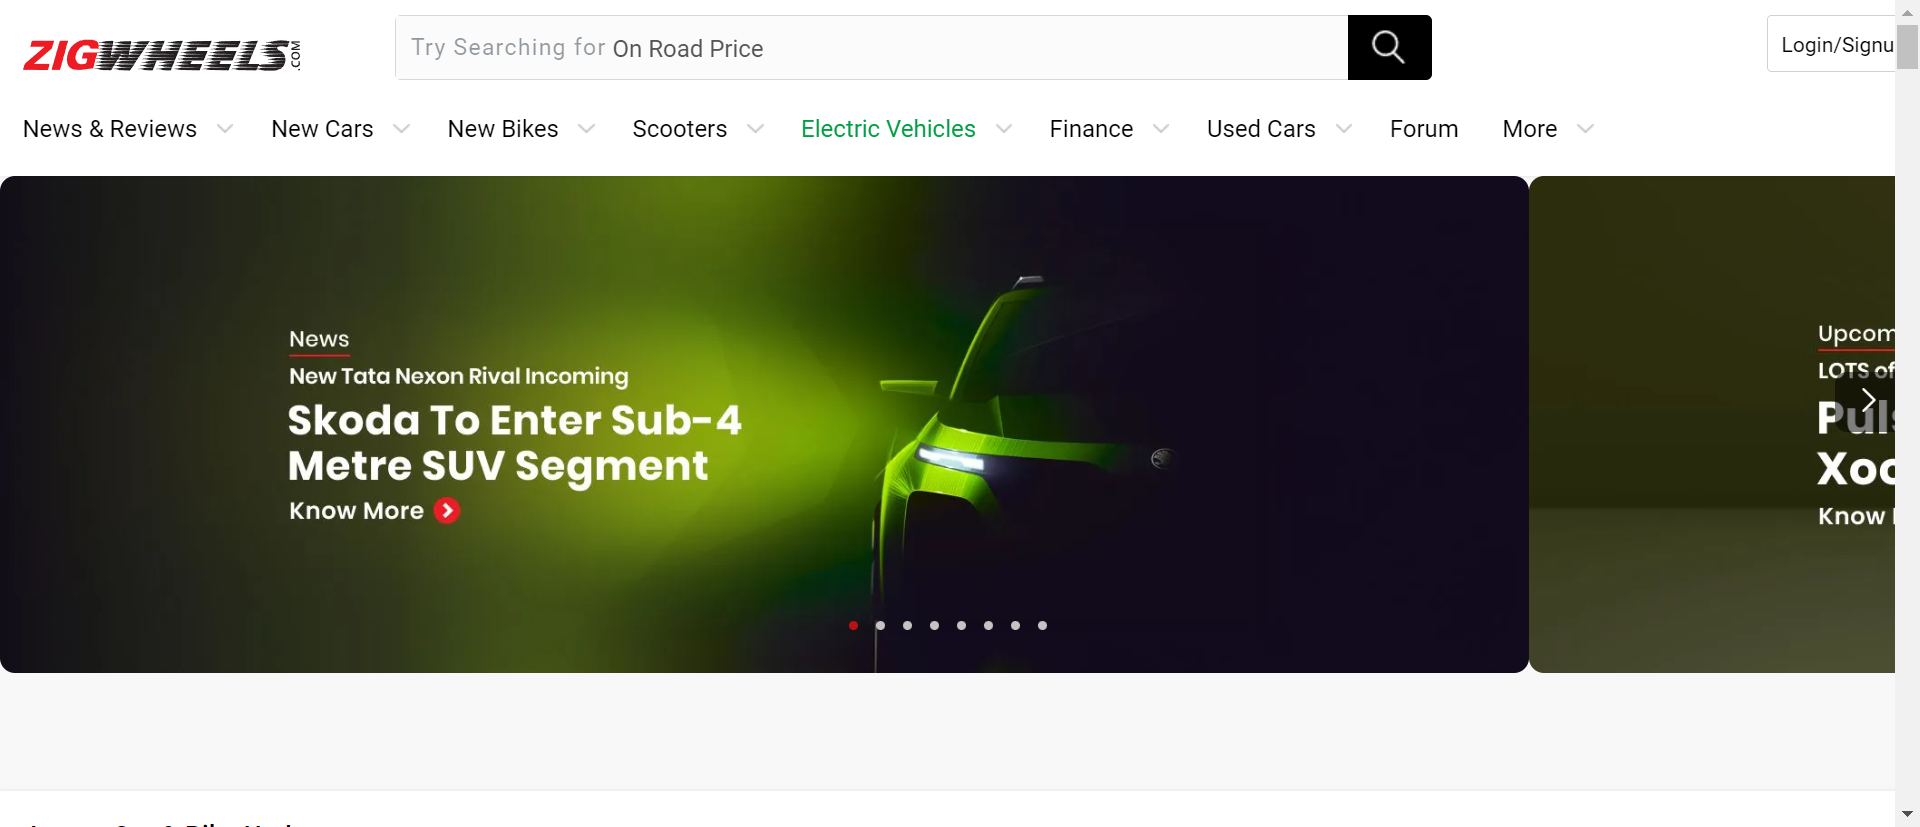 ZIGWHEELS.COM
Try Searching for On Road Price
Login/Signu
News & Reviews
New Cars
New Bikes
Scooters
Electric Vehicles
Finance
Used Cars
Forum
More
News
New Tata Nexon Rival Incoming
Skoda To Enter Sub-4
Metre SUV Segment
Know More
Upcom
LOTS of
Puls
Xoo
Know